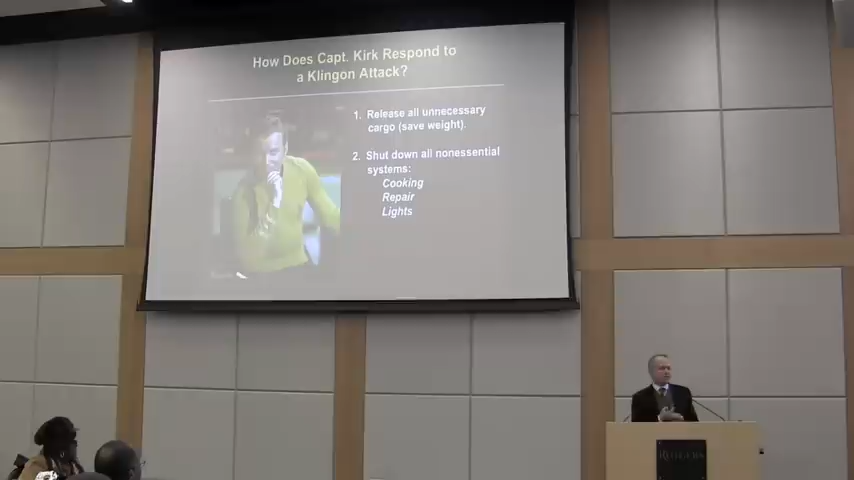 How Does Capt. Kirk Respond to
a Klingon Attack?
1. Release all unnecessary
cargo (save weight).
2. Shut down all nonessential
systems:
Cooking
Repair
Lights
RUTGERS